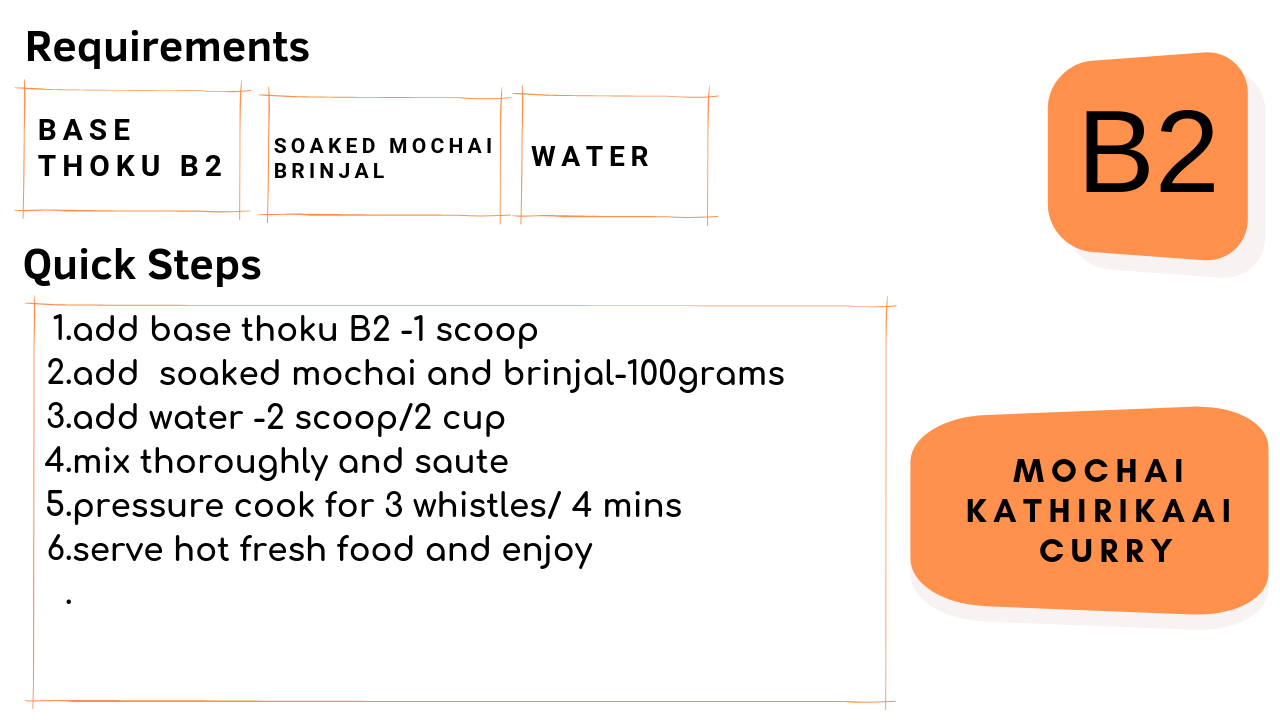 Requirements
BASE
THOKU B2
SOAKED MOCHAI
BRINJAL
WATER
B2
Quick Steps
1.add base thoku B2 -1 scoop
2.add  soaked mochai and brinjal-100grams
3.add water -2 scoop/2 cup
4.mix thoroughly and saute
5.pressure cook for 3 whistles/ 4 mins
6.serve hot fresh food and enjoy
.
MOCHAI
KATHIRIKAAI
CURRY